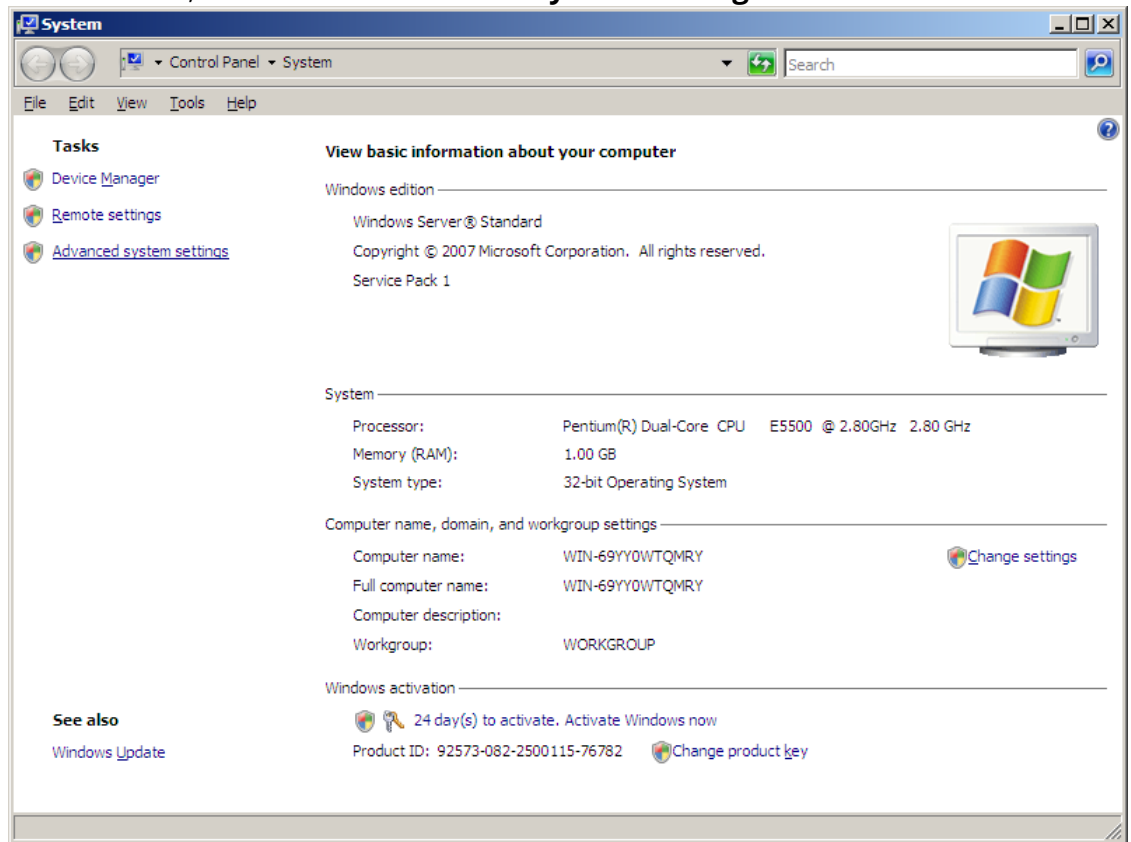 System
Control Panel System Search
File Edit View Tools Help
Tasks
Device Manager
Remote settings
Advanced system settings
View basic information about your computer
Windows edition
Windows Server® Standard
Copyright © 2007 Microsoft Corporation. All rights reserved.
Service Pack 1
System
Processor: Pentium(R) Dual-Core CPU E5500 @ 2.80GHz 2.80 GHz
Memory (RAM): 1.00 GB
System type: 32-bit Operating System
Computer name, domain, and workgroup settings
Computer name: WIN-69YY0WTQMRY Change settings
Full computer name: WIN-69YY0WTQMRY
Computer description:
Workgroup: WORKGROUP
Windows activation
24 day(s) to activate. Activate Windows now
Product ID: 92573-082-2500115-76782 Change product key
See also
Windows Update